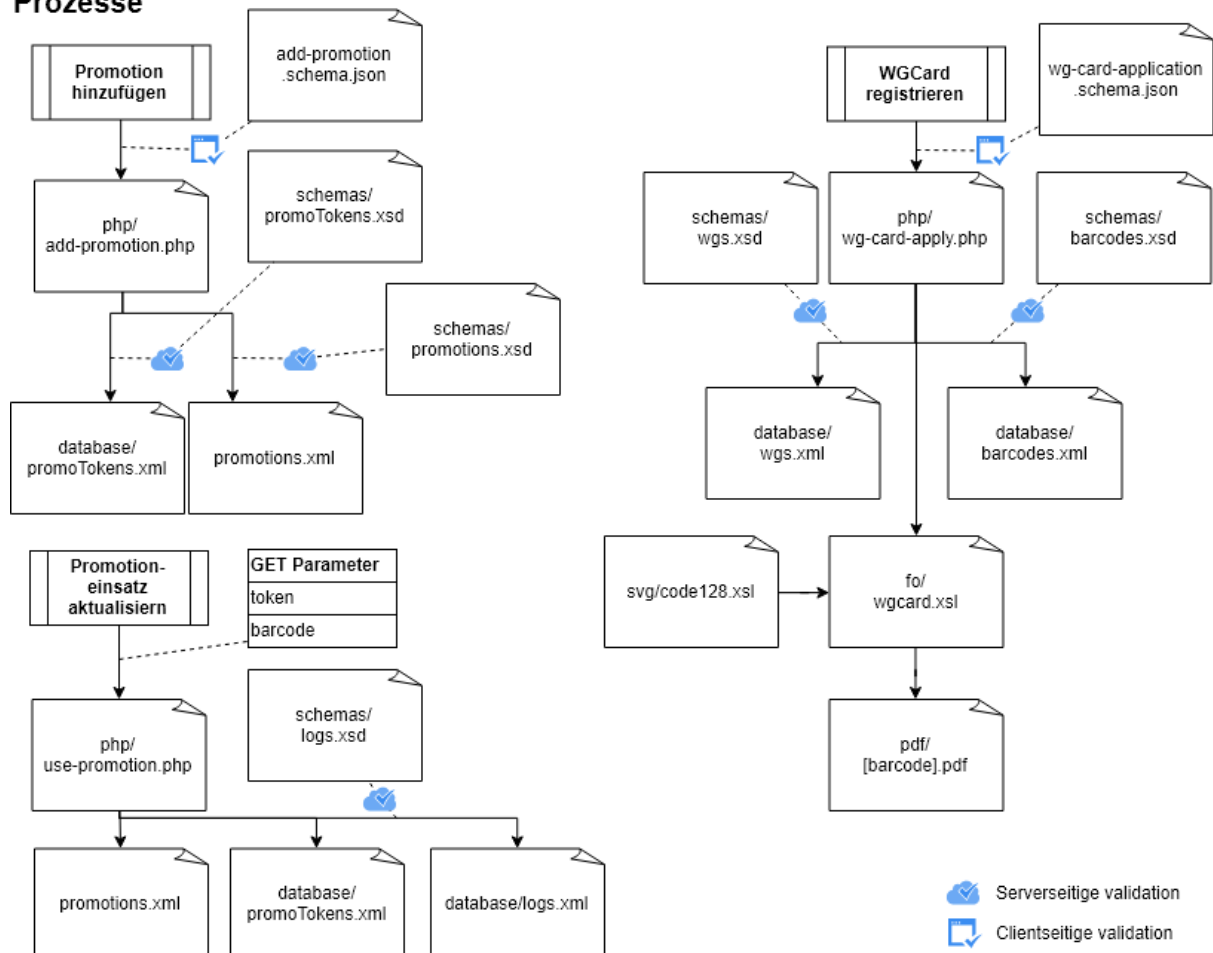 Prozesse
Promotion
hinzufügen
add-promotion
.schema.json
schemas/
promoTokens.xsd
php/
add-promotion.php
schemas/
promotions.xsd
database/
promoTokens.xml
promotions.xml
Promotion-
einsatz
aktualisiern
GET Parameter
token
barcode
schemas/
logs.xsd
php/
use-promotion.php
promotions.xml
database/
promoTokens.xml
database/logs.xml
WGCard
registrieren
wg-card-application
.schema.json
schemas/
wgs.xsd
php/
wg-card-apply.php
schemas/
barcodes.xsd
database/
wgs.xml
database/
barcodes.xml
svg/code128.xsl
fo/
wgcard.xsl
pdf/
[barcode].pdf
Serverseitige validation
Clientseitige validation